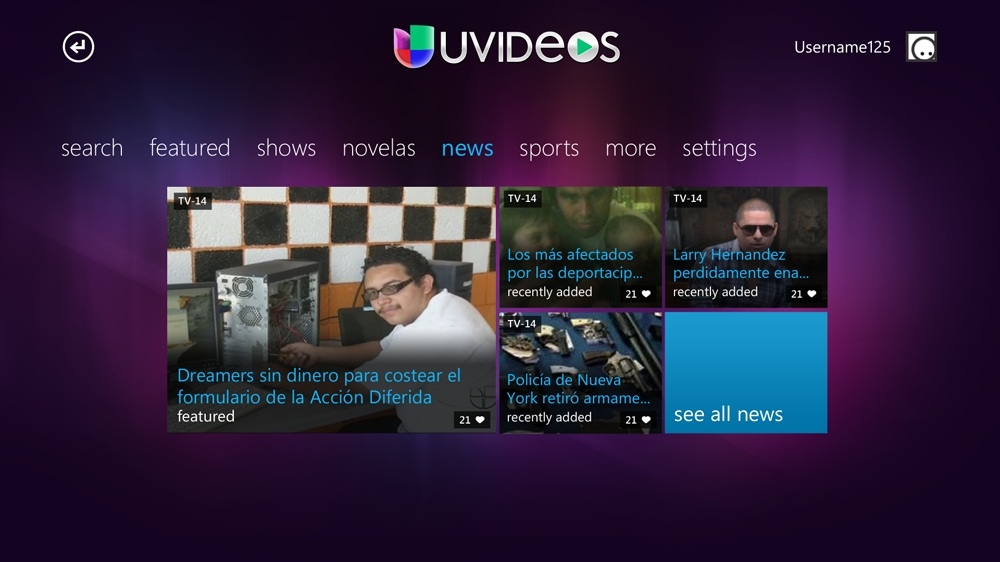 UVIDEOS
Username125
search featured shows novelas news sports more settings
TV-14
Dreamers sin dinero para costear el
formulario de la Acción Diferida
featured
21
TV-14
Los más afectados
por las deportacip...
recently added
21
TV-14
Larry Hernandez
perdidamente ena...
recently added
21
TV-14
Policía de Nueva
York retiró armame...
recently added
21
see all news